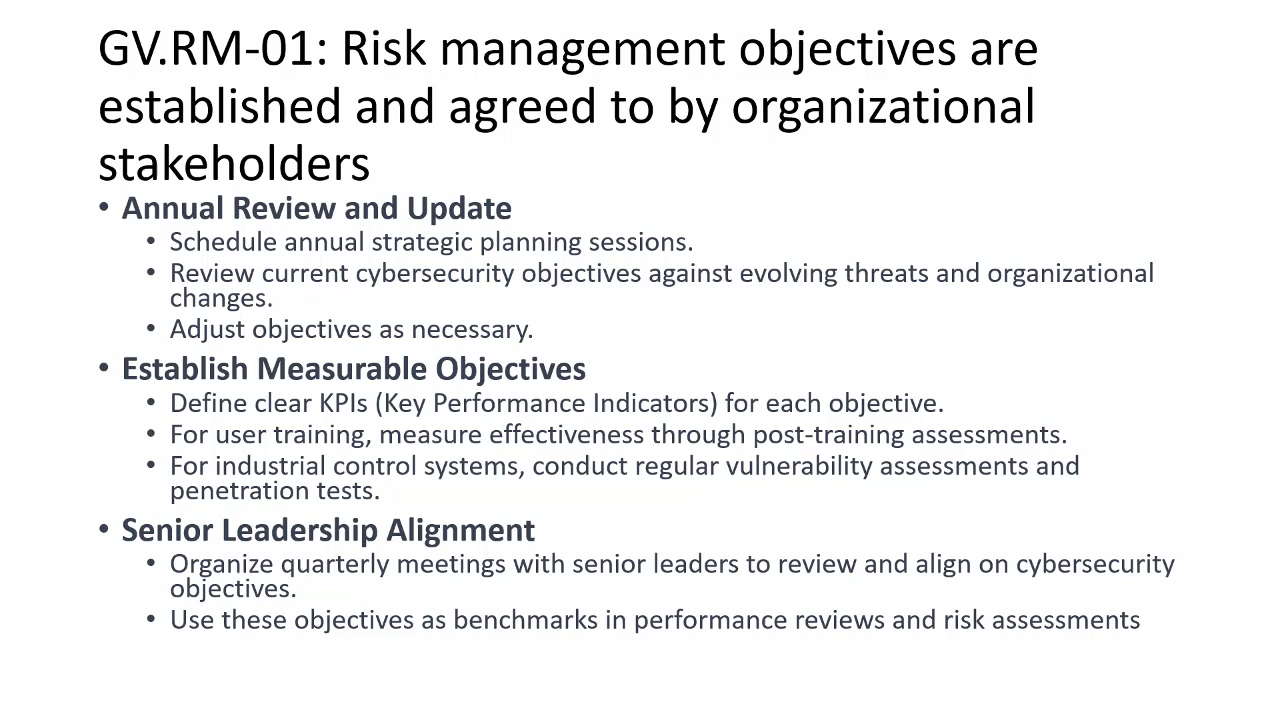 GV.RM-01: Risk management objectives are
established and agreed to by organizational
stakeholders
• Annual Review and Update
• Schedule annual strategic planning sessions.
• Review current cybersecurity objectives against evolving threats and organizational
changes.
• Adjust objectives as necessary.
• Establish Measurable Objectives
• Define clear KPIs (Key Performance Indicators) for each objective.
• For user training, measure effectiveness through post-training assessments.
• For industrial control systems, conduct regular vulnerability assessments and
penetration tests.
• Senior Leadership Alignment
• Organize quarterly meetings with senior leaders to review and align on cybersecurity
objectives.
• Use these objectives as benchmarks in performance reviews and risk assessments